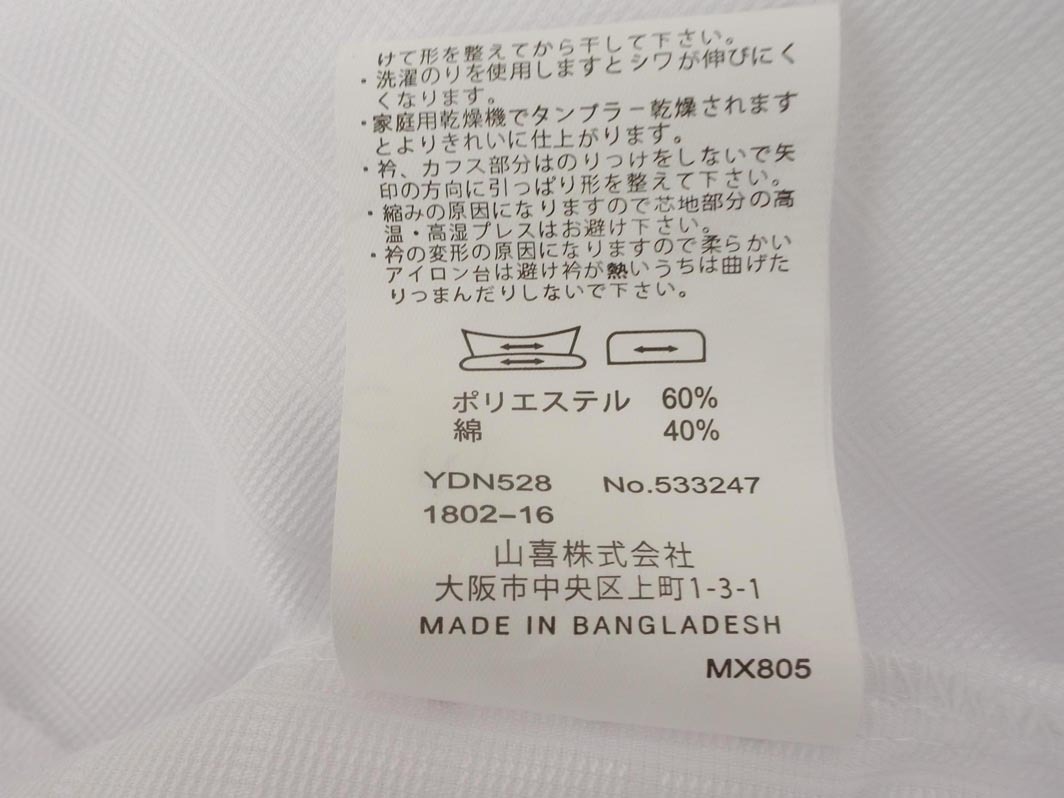 けて形を整えてから干して下さい。
・洗濯のりを使用しますとシワが伸びにく
くなります。
・家庭用乾燥機でタンブラー乾燥されます
とよりきれいに仕上がります。
・衿、カフス部分はのりつけをしないで矢
印の方向に引っぱり形を整えて下さい。
・縮みの原因になりますので芯地部分の高
温・高湿プレスはお避け下さい。
・衿の変形の原因になりますので柔らかい
アイロン台は避け衿が熱いうちは曲げた
りつまんだりしないで下さい。
ポリエステル 60%
綿 40%
YDN528 No.533247
1802-16
山喜株式会社
大阪市中央区上町1-3-1
MADE IN BANGLADESH
MX805